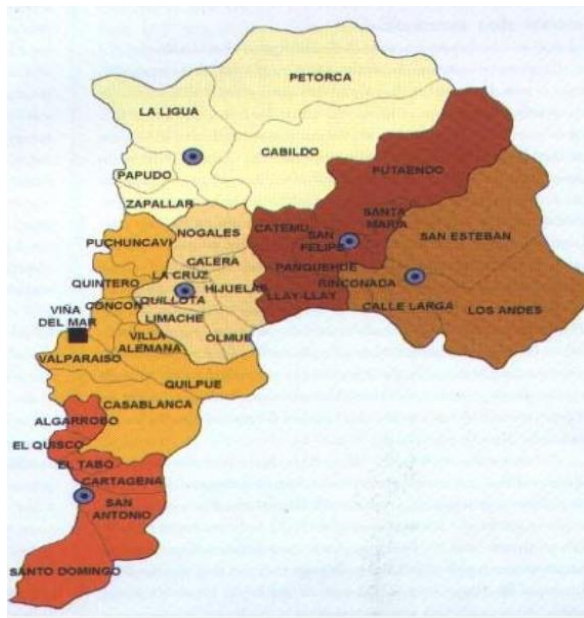 PETORCA
LA LIGUA
CABILDO
PAPUDO
PUTAENDO
ZAPALLAR
SANTA
MARIA
CATEMU
SAN
FELIPE
NOGALES
SAN ESTEBAN
PUCHUNCAVI
CALERA
PANQUEHUE
LA CRUZ
RINCONADA
QUINTERO
HIJUELAS
QUILLOTA
LLAY-LLAY
CONCON
CALLE LARGA
LOS ANDES
VIÑA
DEL MAR
LIMACHE
VILLA
ALEMANA
OLMUE
VALPARAISO
QUILPUE
CASABLANCA
ALGARROBO
EL QUISCO
EL TABO
CARTAGENA
SAN
ANTONIO
SANTO DOMINGO